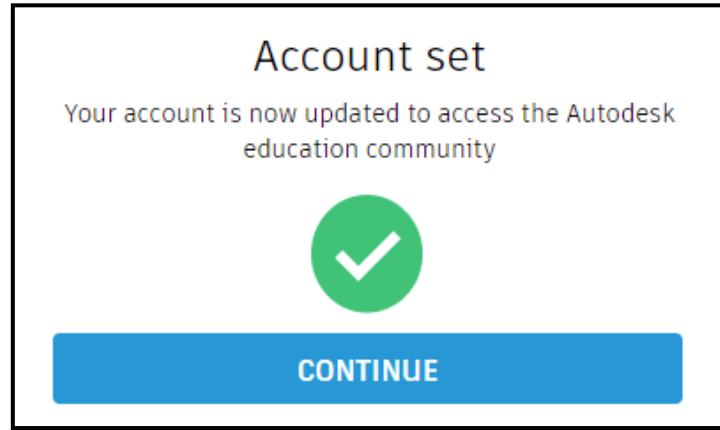 Account set
Your account is now updated to access the Autodesk
education community
CONTINUE